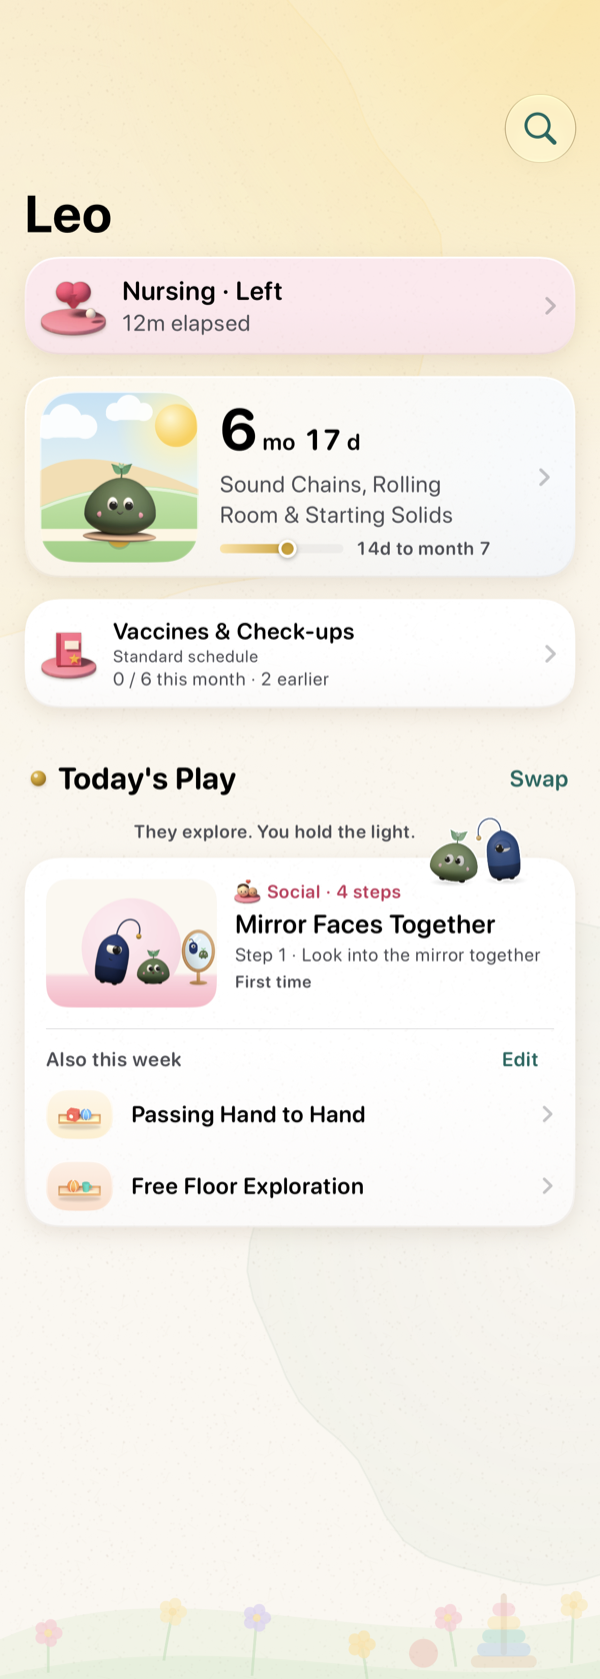 Leo
Nursing · Left
12m elapsed
6 mo 17 d
Sound Chains, Rolling
Room & Starting Solids
14d to month 7
Vaccines & Check-ups
Standard schedule
0 / 6 this month · 2 earlier
Today's Play
Swap
They explore. You hold the light.
Social · 4 steps
Mirror Faces Together
Step 1 · Look into the mirror together
First time
Also this week
Edit
Passing Hand to Hand
Free Floor Exploration